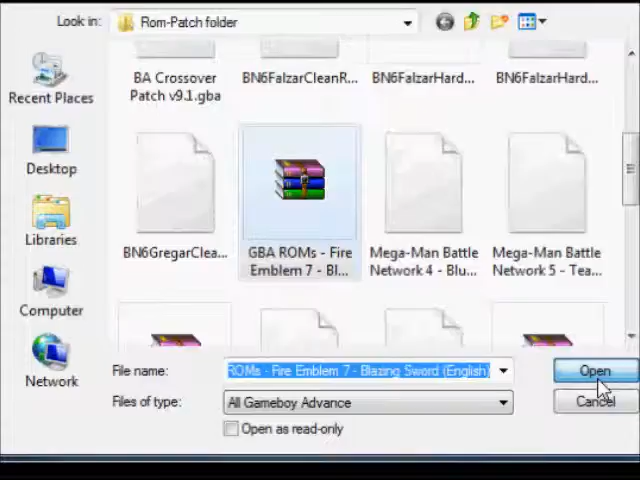 Look in:
Rom-Patch folder
Recent Places
Desktop
Libraries
Computer
Network
BA Crossover
Patch v9.1.gba
BN6FalzarCleanR...
BN6FalzarHard...
BN6FalzarHard...
BN6GregarClea...
GBA ROMs - Fire
Emblem 7 - Bl...
Mega-Man Battle
Network 4 - Blu...
Mega-Man Battle
Network 5 - Tea...
File name:
ROMs - Fire Emblem 7 - Blazing Sword (English)
Open
Files of type:
All Gameboy Advance
Cancel
Open as read-only